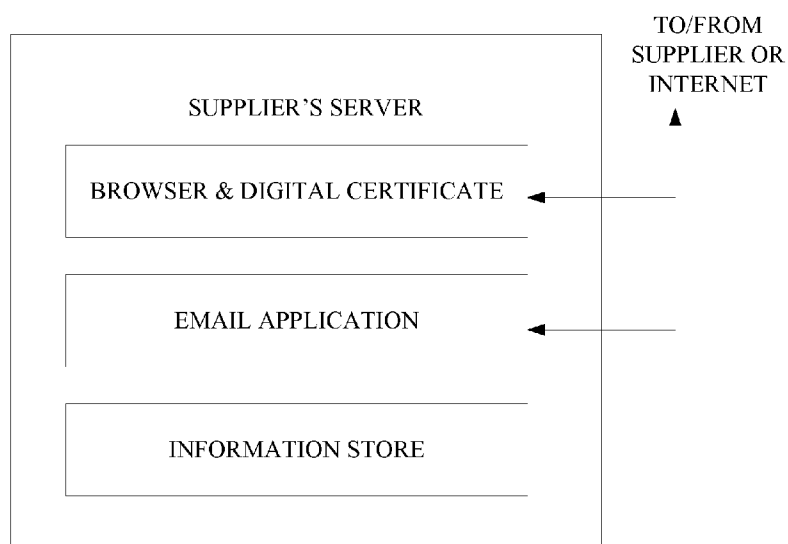 TO/FROM
SUPPLIER OR
INTERNET
SUPPLIER'S SERVER
BROWSER & DIGITAL CERTIFICATE
EMAIL APPLICATION
INFORMATION STORE